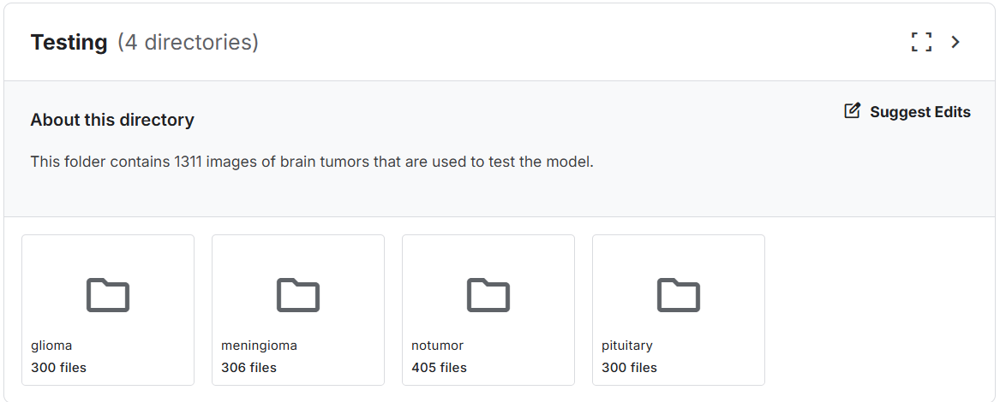 Testing (4 directories)
About this directory
Suggest Edits
This folder contains 1311 images of brain tumors that are used to test the model.
glioma
300 files
meningioma
306 files
notumor
405 files
pituitary
300 files